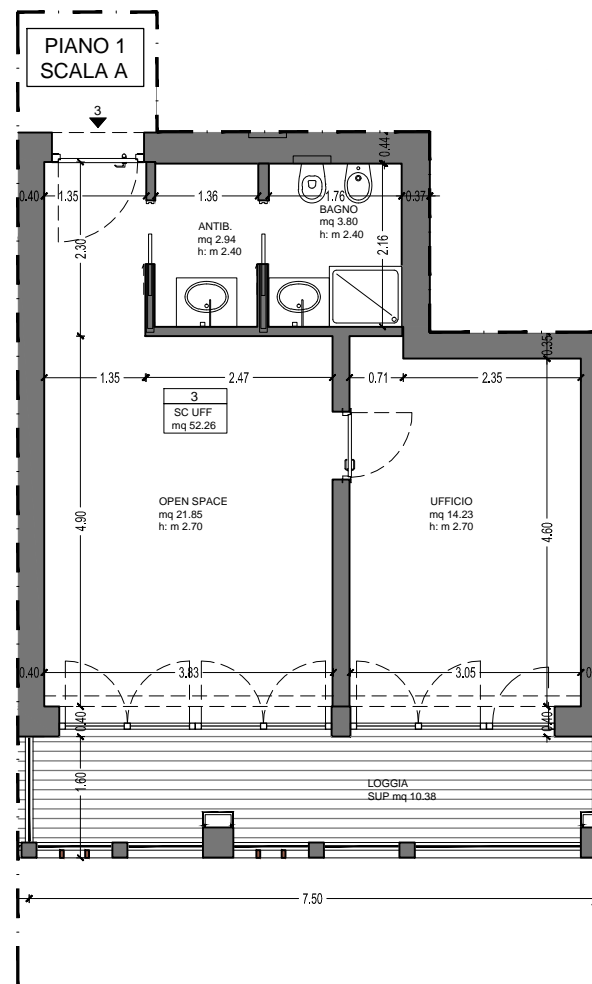 PIANO 1
SCALA A
3
0.44
0.40
1.35
1.36
1.76
0.37
ANTIB.
mq 2.94
h: m 2.40
BAGNO
mq 3.80
h: m 2.40
2.30
2.16
0.35
1.35
2.47
0.71
2.35
3
SC UFF
mq 52.26
OPEN SPACE
mq 21.85
h: m 2.70
UFFICIO
mq 14.23
h: m 2.70
4.90
4.60
0.40
3.83
3.05
0.40
0.40
1.60
LOGGIA
SUP mq 10.38
7.50